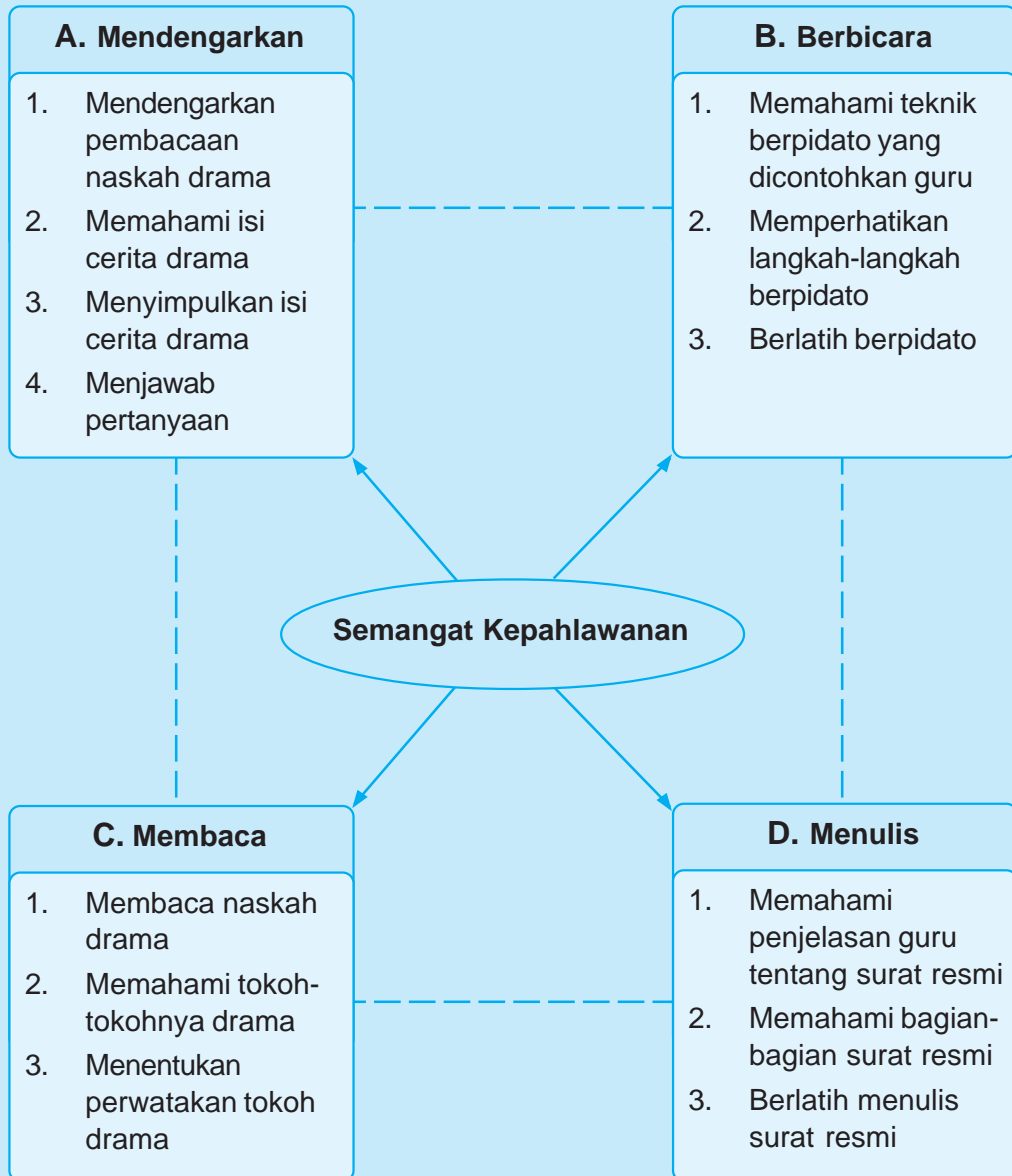 A. Mendengarkan
1. Mendengarkan
pembacaan
naskah drama
2. Memahami isi
cerita drama
3. Menyimpulkan isi
cerita drama
4. Menjawab
pertanyaan
B. Berbicara
1. Memahami teknik
berpidato yang
dicontohkan guru
2. Memperhatikan
langkah-langkah
berpidato
3. Berlatih berpidato
Semangat Kepahlawanan
C. Membaca
1. Membaca naskah
drama
2. Memahami tokoh-
tokohnya drama
3. Menentukan
perwatakan tokoh
drama
D. Menulis
1. Memahami
penjelasan guru
tentang surat resmi
2. Memahami bagian-
bagian surat resmi
3. Berlatih menulis
surat resmi